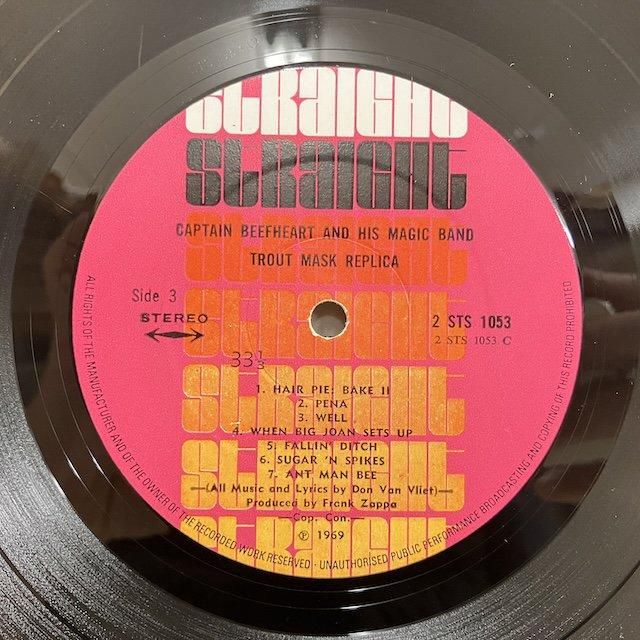 STRAIGHT
STRAIGHT
STRAIGHT
CAPTAIN BEEFHEART AND HIS MAGIC BAND
TROUT MASK REPLICA
STRAIGHT
Side 3
STEREO
2 STS 1053
2 STS 1053 C
33 1/3
STRAIGHT
1. HAIR PIE: BAKE II
2. PENA
3. WELL
4. WHEN BIG JOAN SETS UP
5. FALLIN' DITCH
6. SUGAR 'N SPIKES
7. ANT MAN BEE
STRAIGHT
(All Music and Lyrics by Don Van Vliet)
Produced by Frank Zappa
Cop. Con.
℗ 1969
STRAIGHT
ALL RIGHTS OF THE MANUFACTURER AND OF THE OWNER OF THE RECORDED WORK RESERVED · UNAUTHORISED PUBLIC PERFORMANCE BROADCASTING AND COPYING OF THIS RECORD PROHIBITED